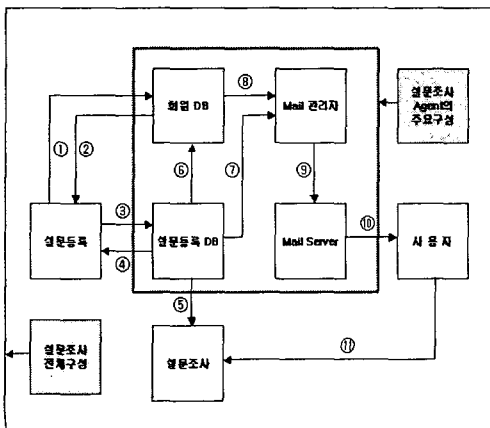 회원 DB
⑧
Mail 관리자
설문조사
Agent의
주요구성
①
②
⑥
⑦
⑨
③
⑩
설문등록
설문등록 DB
Mail Server
사 용 자
④
⑤
설문조사
전체구성
설문조사
⑪